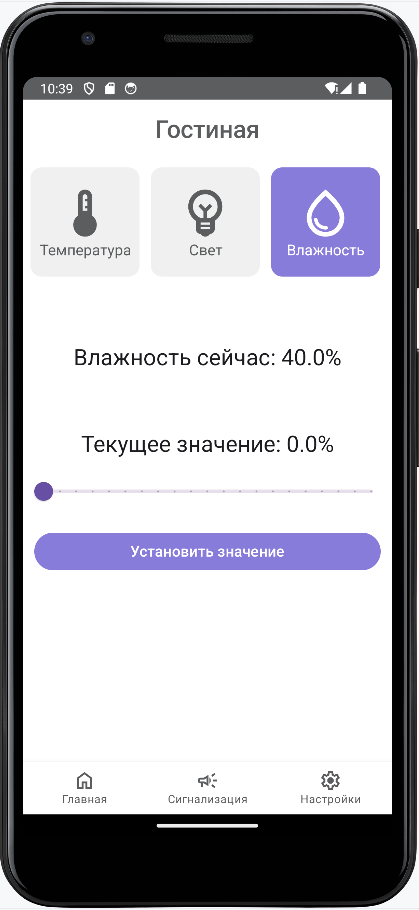 10:39
Гостиная
Температура
Свет
Влажность
Влажность сейчас: 40.0%
Текущее значение: 0.0%
Установить значение
Главная
Сигнализация
Настройки